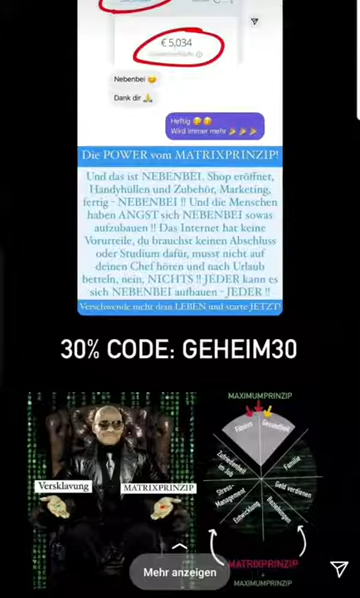 € 5,034
Nebenbei 😊
Dank dir 🙏
Heftig 🥰 🥰
Wird immer mehr 🎉 🎉 🎉
Die POWER vom MATRIXPRINZIP!
Und das ist NEBENBEI. Shop eröffnet,
Handyhüllen und Zubehör, Marketing,
fertig - NEBENBEI !! Und die Menschen
haben ANGST sich NEBENBEI sowas
aufzubauen !! Das Internet hat keine
Vorurteile, du brauchst keinen Abschluss
oder Studium dafür, musst nicht auf
deinen Chef hören und nach Urlaub
betteln, nein, NICHTS !! JEDER kann es
sich NEBENBEI aufbauen - JEDER !!
Verschwende nicht dein LEBEN und starte JETZT!
30% CODE: GEHEIM30
MAXIMUMPRINZIP
Fitness
Gesundheit
Zufriedenheit
im Job
Familie
Stress-
Management
Geld verdienen
Entwicklung
Beziehungen
Versklavung
MATRIXPRINZIP
MATRIXPRINZIP
+
MAXIMUMPRINZIP
Mehr anzeigen